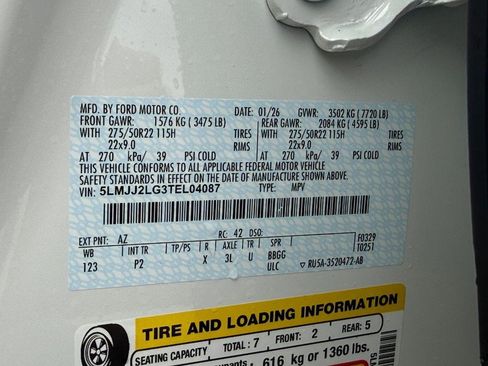 MFD. BY FORD MOTOR CO. DATE: 01/26 GVWR: 3502 KG ( 7720 LB)
FRONT GAWR: 1576 KG ( 3475 LB) REAR GAWR: 2084 KG ( 4595 LB)
WITH 275/50R22 115H TIRES WITH 275/50R22 115H TIRES
22x9.0 RIMS 22x9.0 RIMS
AT 270 kPa/ 39 PSI COLD AT 270 kPa/ 39 PSI COLD
THIS VEHICLE CONFORMS TO ALL APPLICABLE FEDERAL MOTOR VEHICLE
SAFETY STANDARDS IN EFFECT ON THE DATE OF MANUFACTURE SHOWN ABOVE.
VIN: 5LMJJ2LG3TEL04087 TYPE: MPV
EXT PNT: AZ RC: 42 DSO: F0329
WB INT TR TP/PS R AXLE TR SPR T0251
123 P2 X 3L U BBGG
ULC RU5A-3520472-AB
TIRE AND LOADING INFORMATION
SEATING CAPACITY TOTAL: 7 FRONT: 2 REAR: 5
616 kg or 1360 lbs.